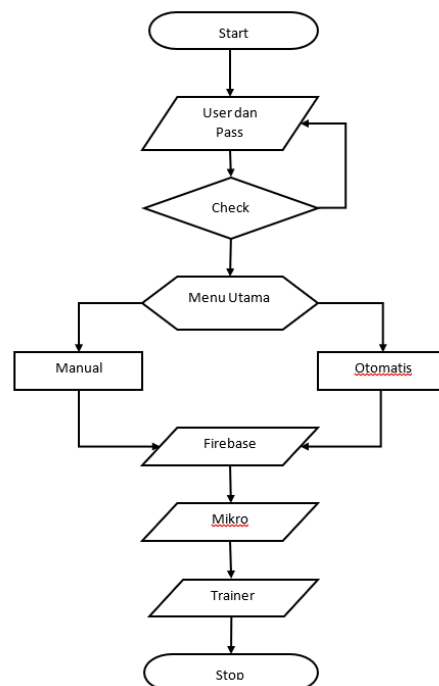 Start
User dan
Pass
Check
Menu Utama
Manual
Otomatis
Firebase
Mikro
Trainer
Stop